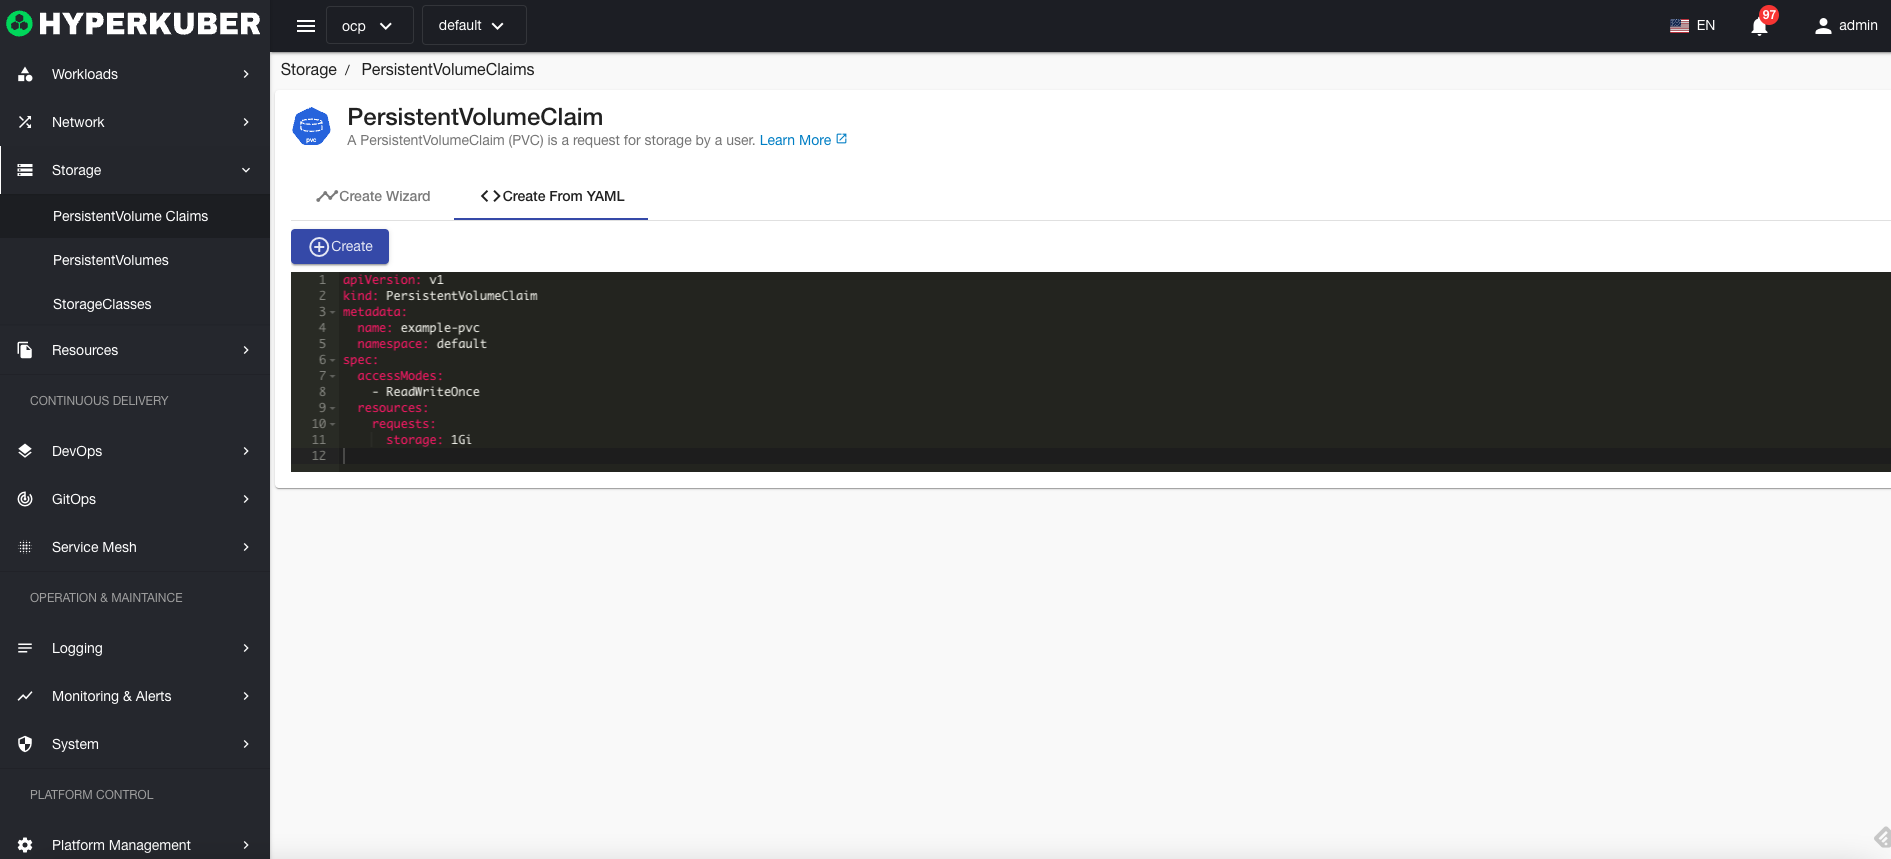 HYPERKUBER
ocp
default
EN
97
admin
Workloads
Network
Storage
PersistentVolume Claims
PersistentVolumes
StorageClasses
Resources
CONTINUOUS DELIVERY
DevOps
GitOps
Service Mesh
OPERATION & MAINTAINCE
Logging
Monitoring & Alerts
System
PLATFORM CONTROL
Platform Management
Storage / PersistentVolumeClaims
pvc
PersistentVolumeClaim
A PersistentVolumeClaim (PVC) is a request for storage by a user. Learn More
Create Wizard
Create From YAML
Create
1 apiVersion: v1
2 kind: PersistentVolumeClaim
3 metadata:
4 name: example-pvc
5 namespace: default
6 spec:
7 accessModes:
8 - ReadWriteOnce
9 resources:
10 requests:
11 storage: 1Gi
12